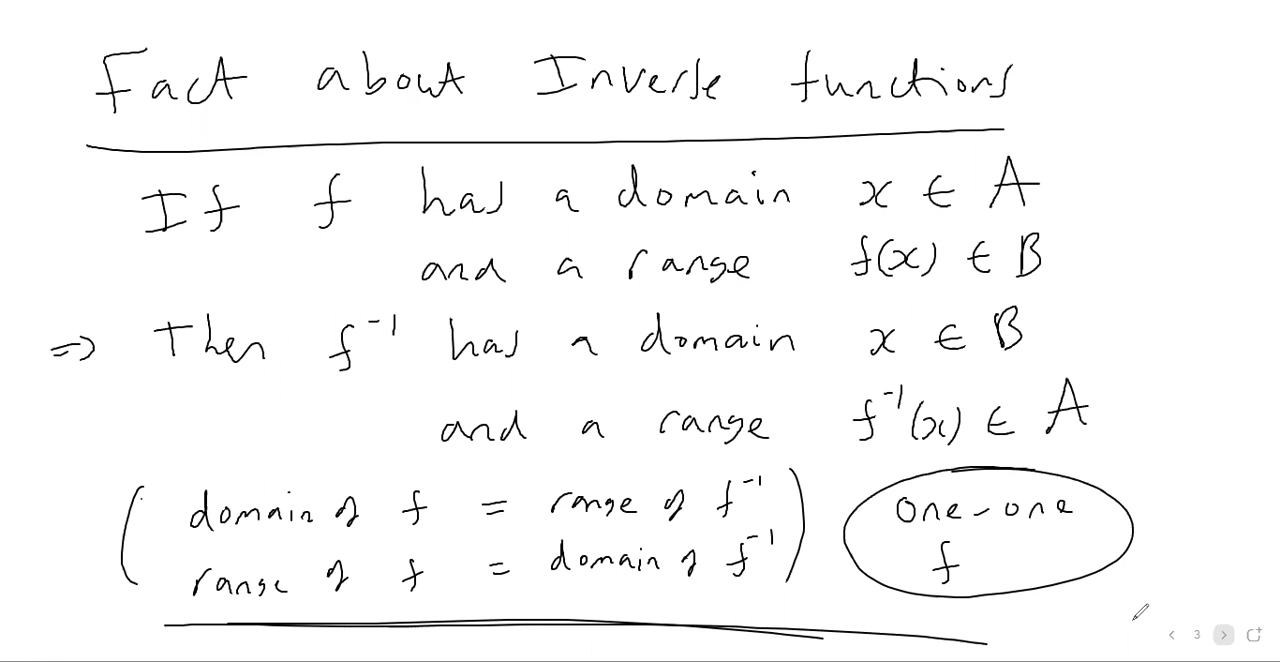 Fact about Inverse functions
If f has a domain x ∈ A
and a range f(x) ∈ B
⇒ Then f⁻¹ has a domain x ∈ B
and a range f⁻¹(x) ∈ A
( domain of f = range of f⁻¹
range of f = domain of f⁻¹ )
one-one
f
3